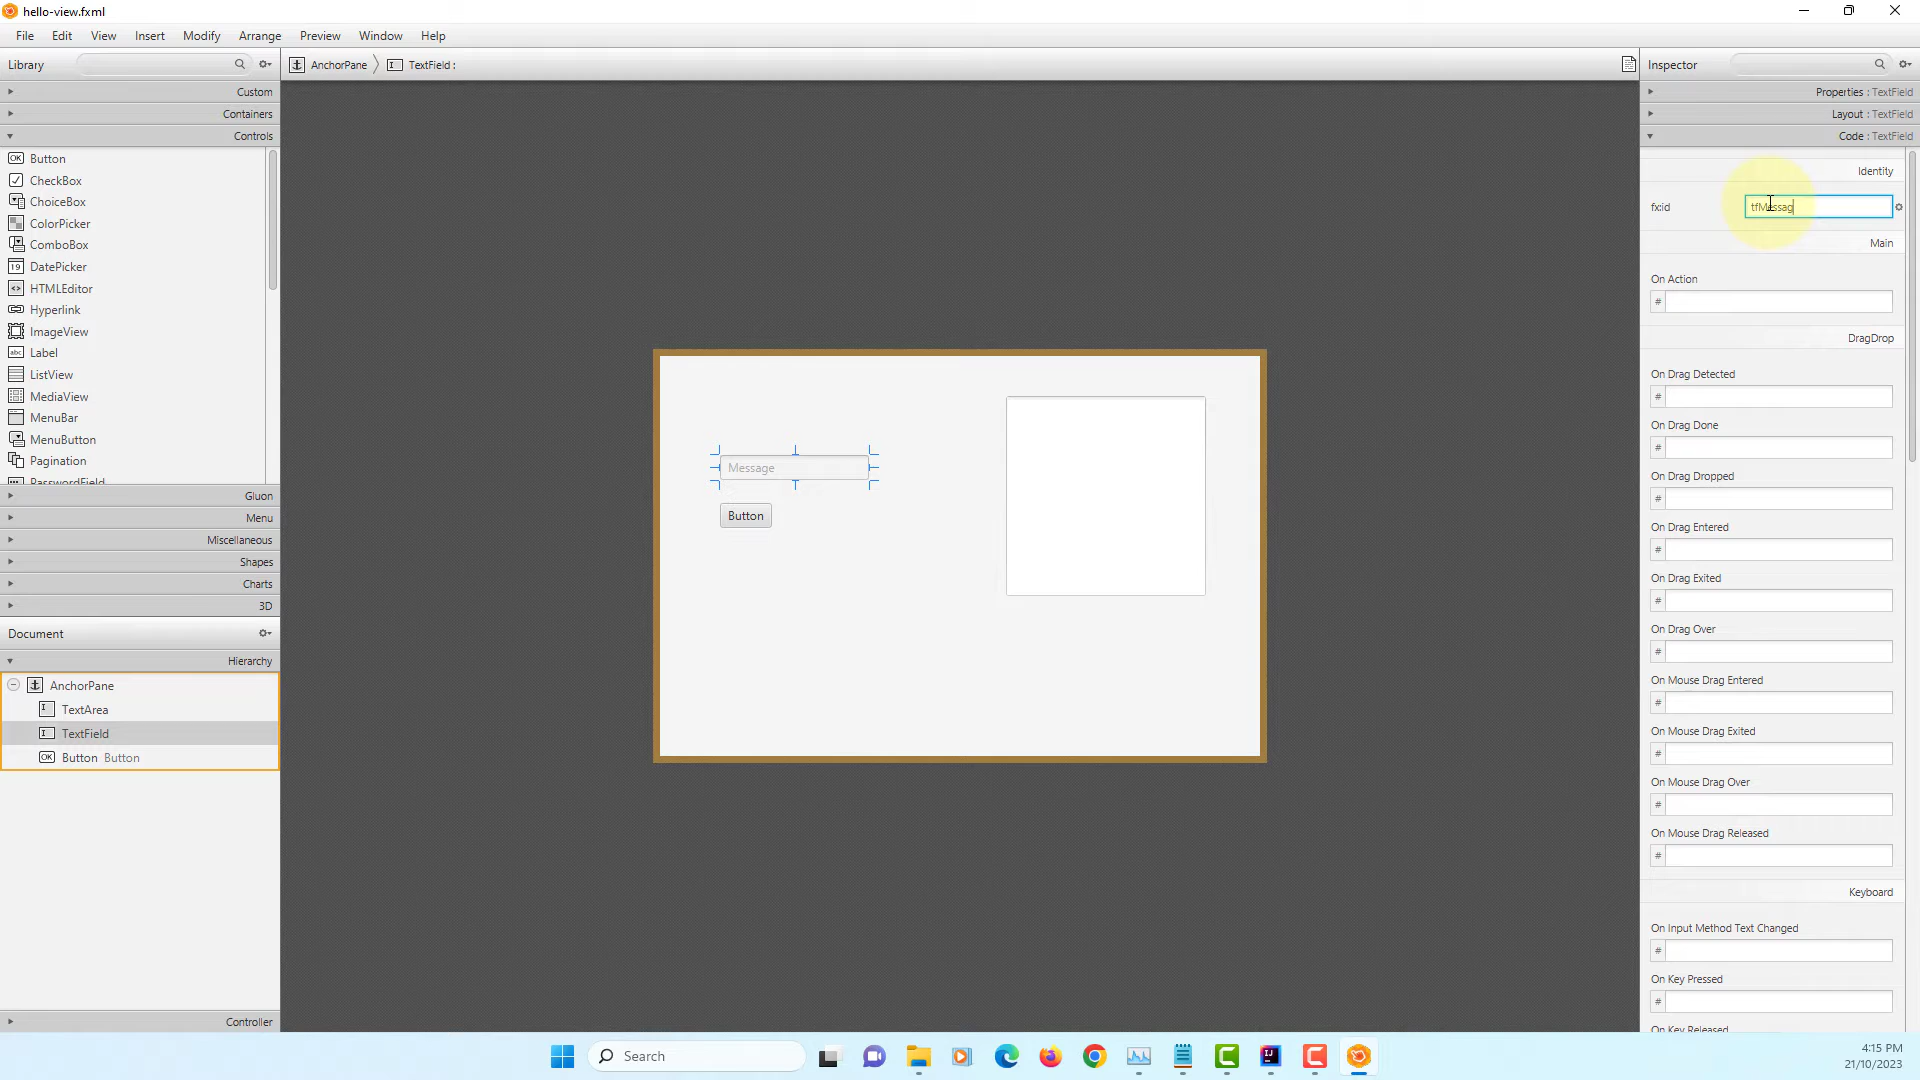 hello-view.fxml
File Edit View Insert Modify Arrange Preview Window Help
Library
Custom
Containers
Controls
Button
CheckBox
ChoiceBox
ColorPicker
ComboBox
DatePicker
HTMLEditor
Hyperlink
ImageView
Label
ListView
MediaView
MenuBar
MenuButton
Pagination
PasswordField
Gluon
Menu
Miscellaneous
Shapes
Charts
3D
Document
Hierarchy
AnchorPane
TextArea
TextField
Button Button
Controller
AnchorPane TextField :
Message
Button
Inspector
Properties : TextField
Layout : TextField
Code : TextField
Identity
fx:id tfMessag
Main
On Action
#
DragDrop
On Drag Detected
#
On Drag Done
#
On Drag Dropped
#
On Drag Entered
#
On Drag Exited
#
On Drag Over
#
On Mouse Drag Entered
#
On Mouse Drag Exited
#
On Mouse Drag Over
#
On Mouse Drag Released
#
Keyboard
On Input Method Text Changed
#
On Key Pressed
#
On Key Released
Search
4:15 PM
21/10/2023